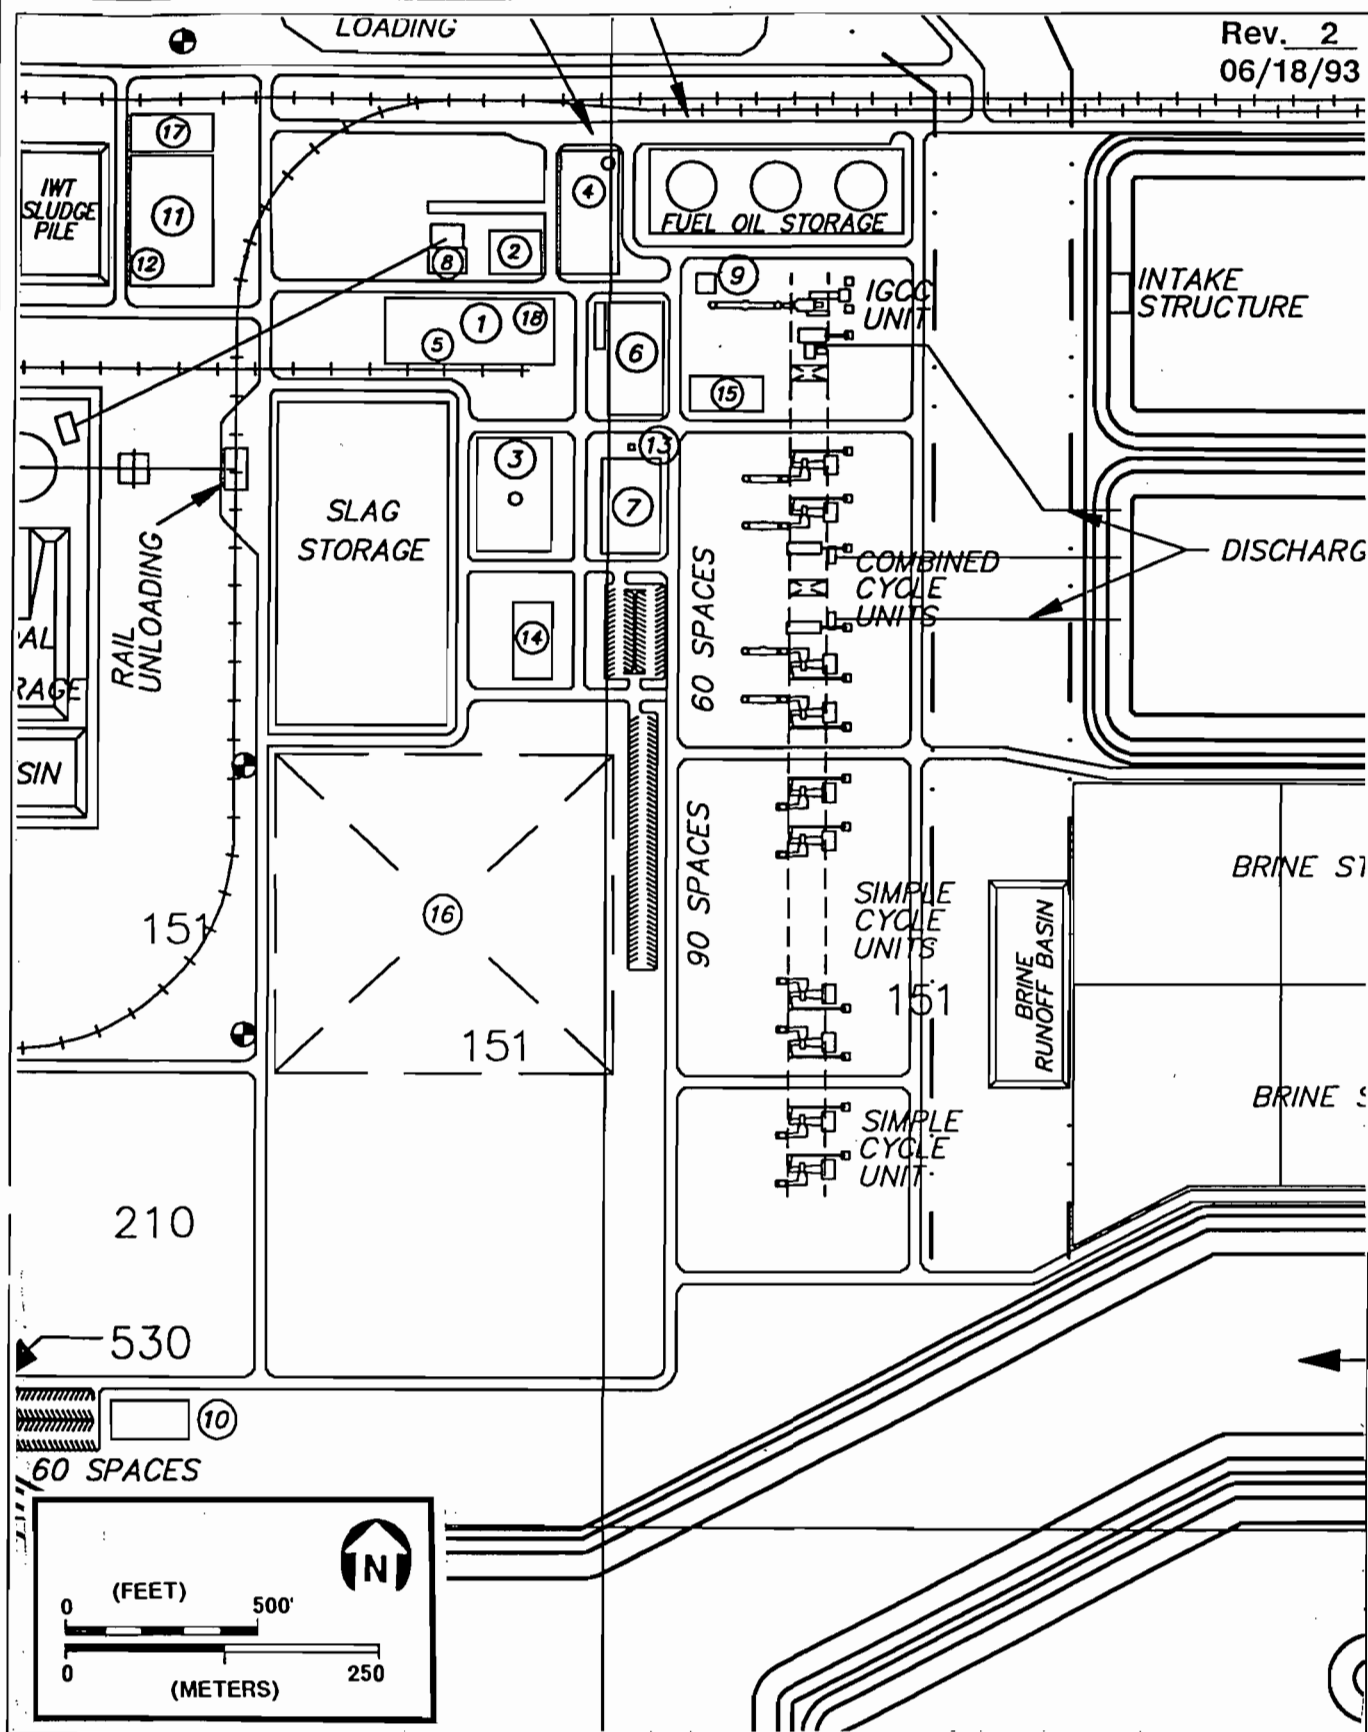 LOADING
Rev. 2
06/18/93
17
IWT
SLUDGE
PILE
11
12
4
FUEL OIL STORAGE
8
2
9
IGCC
UNIT
INTAKE
STRUCTURE
1
18
5
6
15
3
13
7
SLAG
STORAGE
RAIL
UNLOADING
60 SPACES
COMBINED
CYCLE
UNITS
DISCHARG
14
AL
RAGE
SIN
90 SPACES
BRINE ST
151
16
SIMPLE
CYCLE
UNITS
151
BRINE
RUNOFF BASIN
151
BRINE S
SIMPLE
CYCLE
UNIT
210
530
10
60 SPACES
N
(FEET)
0 500'
0 250
(METERS)